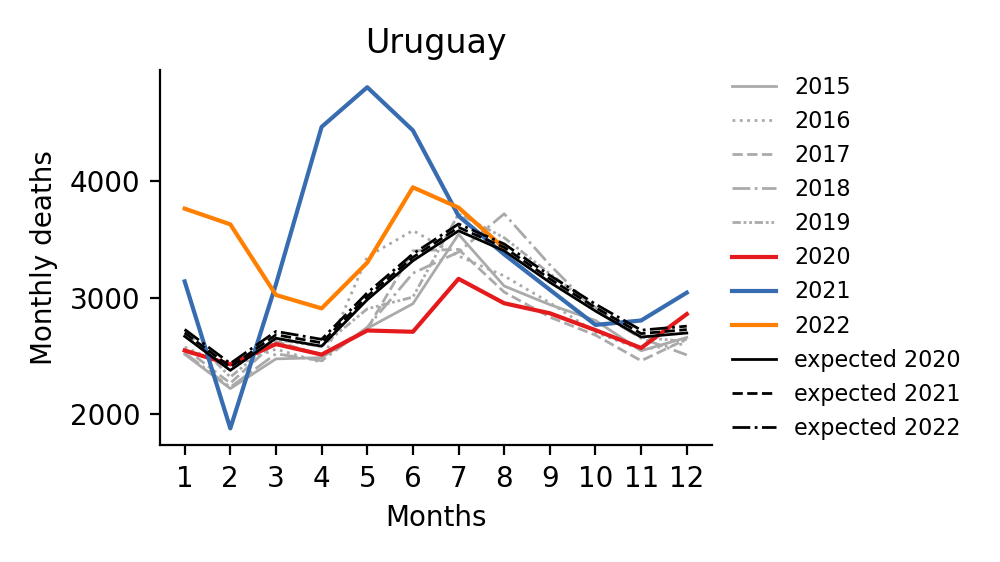 Uruguay
Monthly deaths
4000
3000
2000
1 2 3 4 5 6 7 8 9 10 11 12
Months
2015
2016
2017
2018
2019
2020
2021
2022
expected 2020
expected 2021
expected 2022